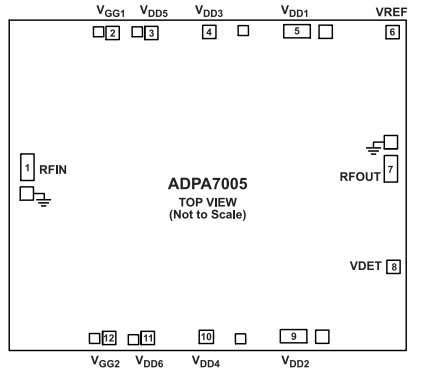 VGG1 VDD5 VDD3 VDD1 VREF
2 3 4 5 6
1 RFIN
RFOUT 7
ADPA7005
TOP VIEW
(Not to Scale)
VDET 8
12 11 10 9
VGG2 VDD6 VDD4 VDD2